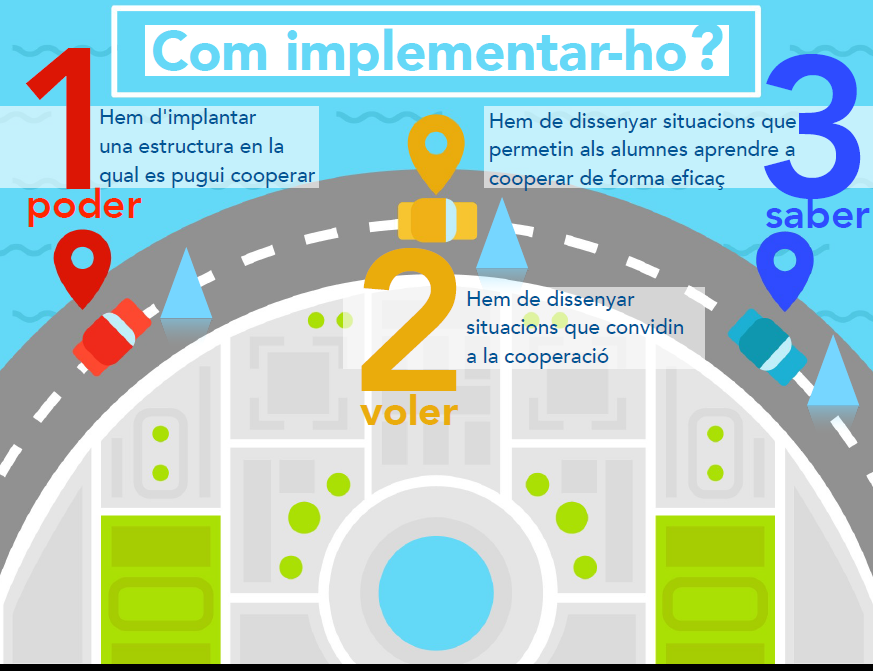 Com implementar-ho?
1
Hem d'implantar
una estructura en la
qual es pugui cooperar
poder
2
Hem de dissenyar
situacions que convidin
a la cooperació
voler
3
Hem de dissenyar situacions que
permetin als alumnes aprendre a
cooperar de forma eficaç
saber